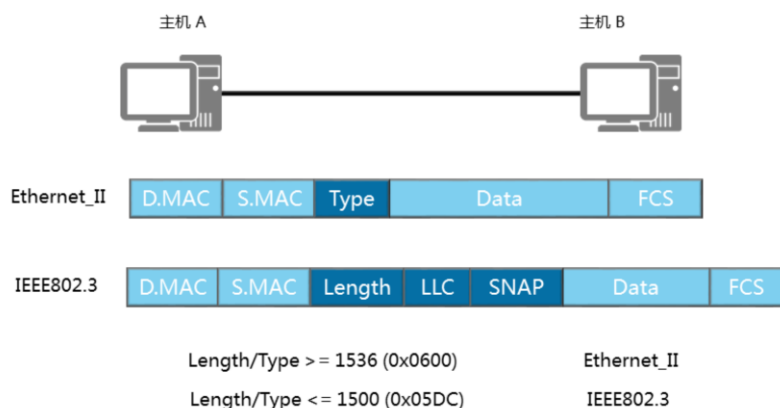 主机 A 主机 B
Ethernet_II D.MAC S.MAC Type Data FCS
IEEE802.3 D.MAC S.MAC Length LLC SNAP Data FCS
Length/Type >= 1536 (0x0600) Ethernet_II
Length/Type <= 1500 (0x05DC) IEEE802.3